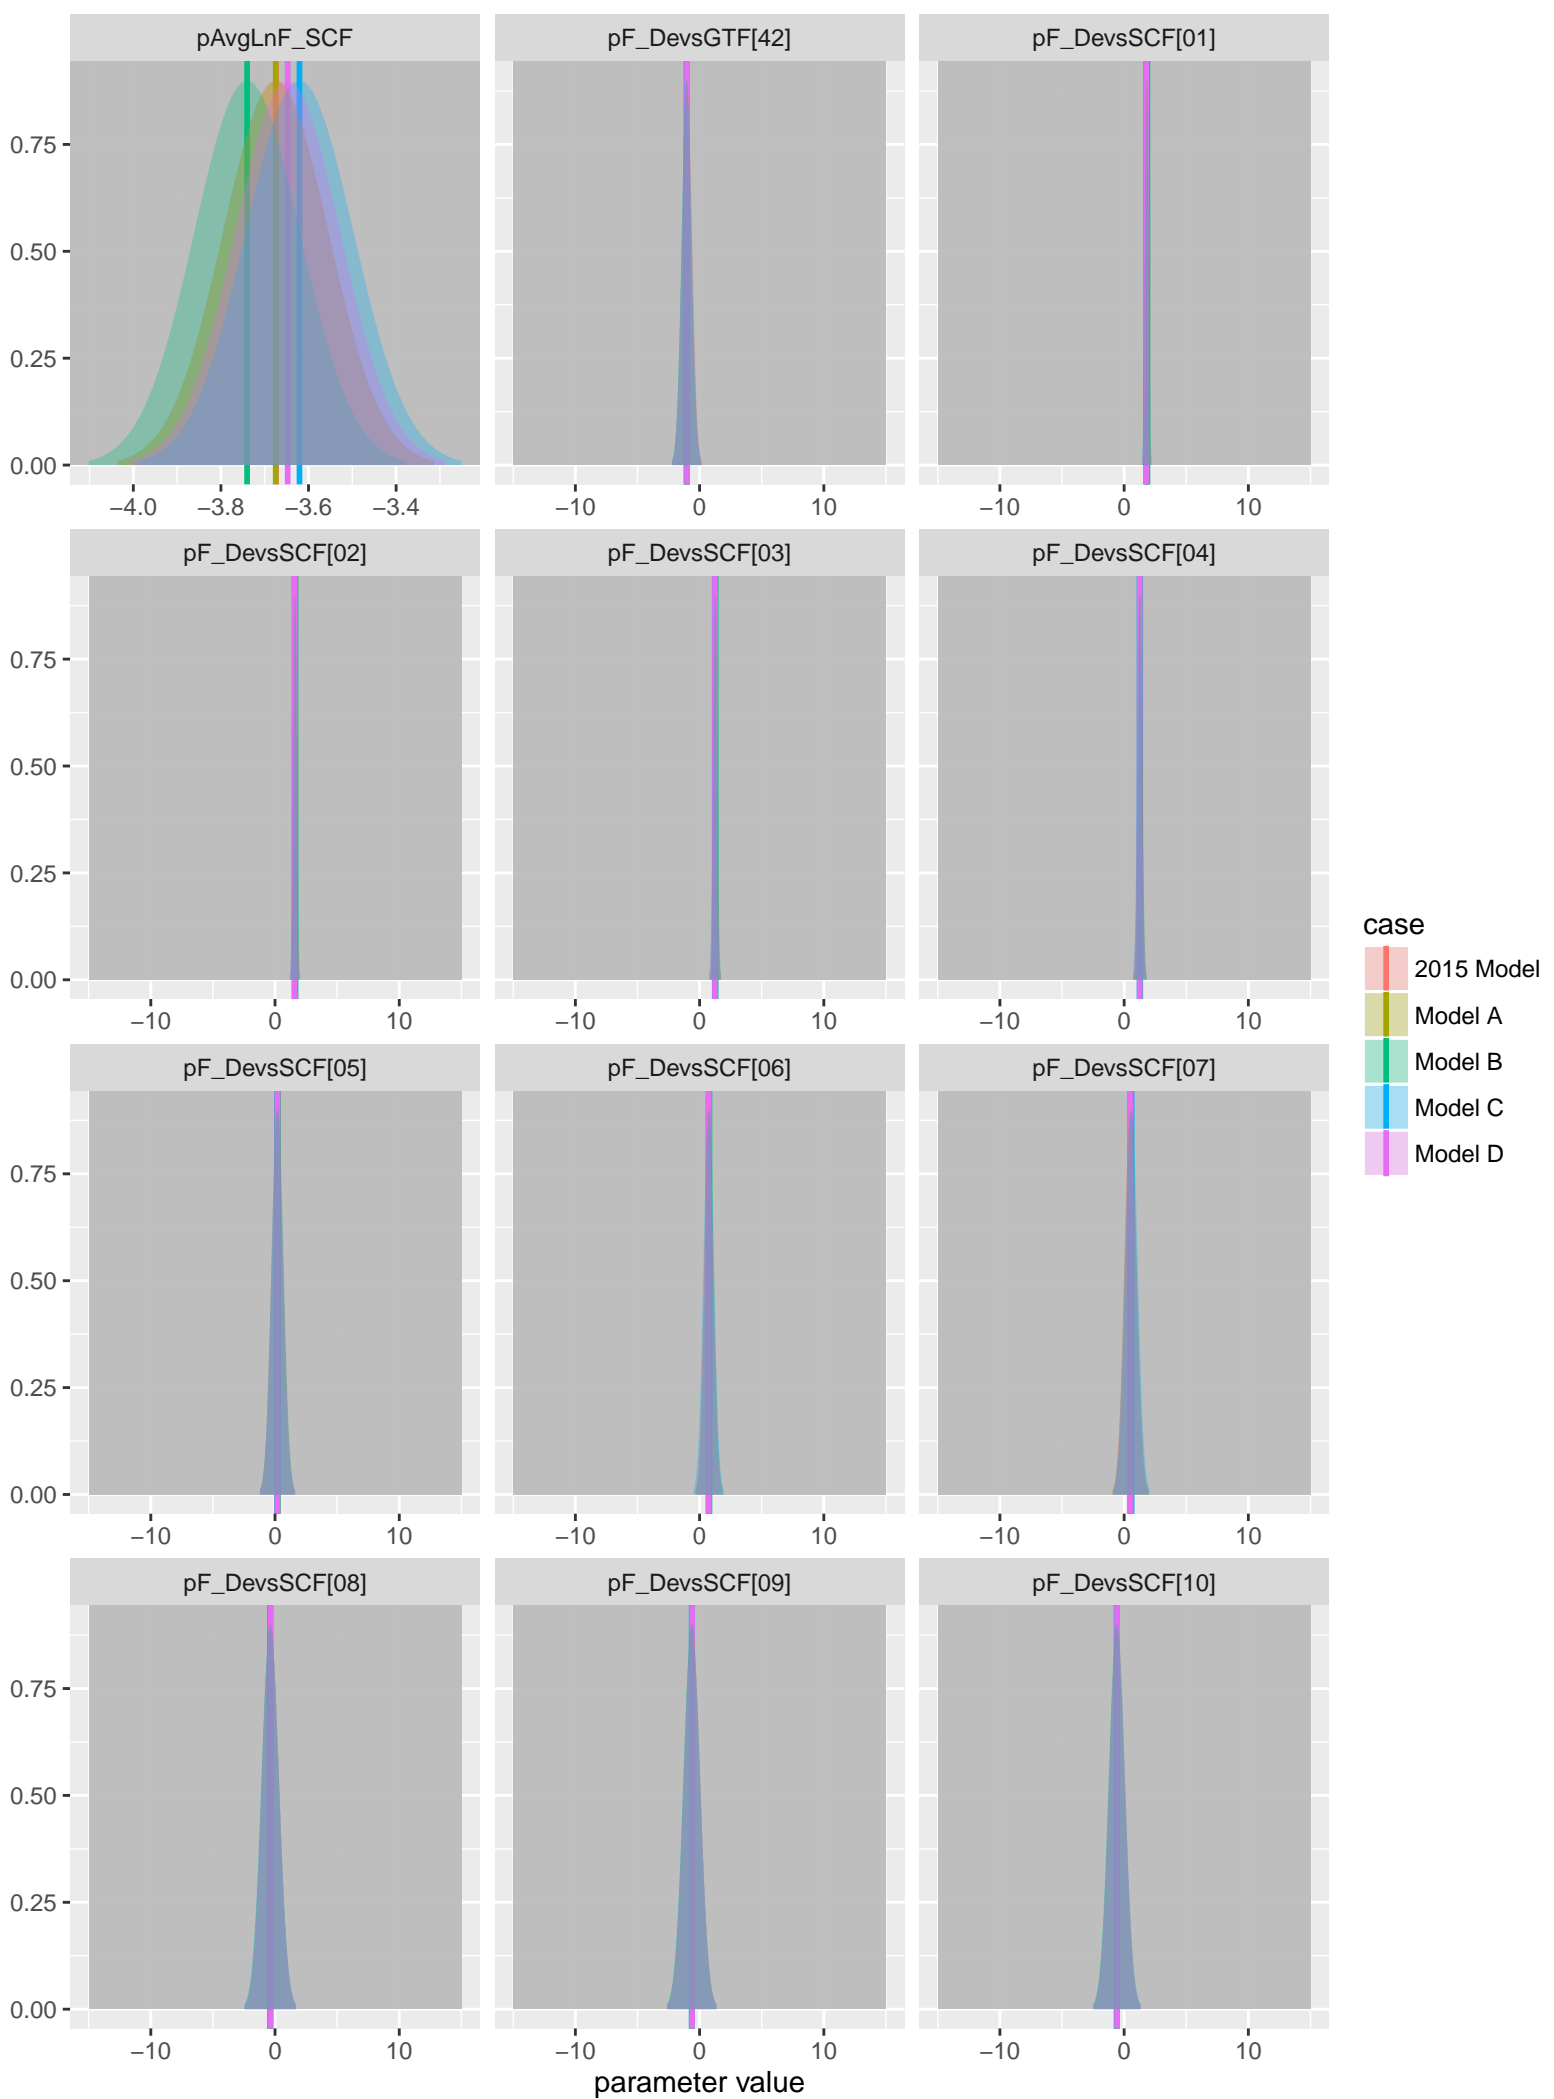 pAvgLnF_SCF pF_DevsGTF[42] pF_DevsSCF[01]
0.75
0.50
0.25
0.00
−4.0 −3.8 −3.6 −3.4 −10 0 10 −10 0 10
pF_DevsSCF[02] pF_DevsSCF[03] pF_DevsSCF[04]
0.75
0.50
0.25
0.00
−10 0 10 −10 0 10 −10 0 10
pF_DevsSCF[05] pF_DevsSCF[06] pF_DevsSCF[07]
0.75
0.50
0.25
0.00
−10 0 10 −10 0 10 −10 0 10
pF_DevsSCF[08] pF_DevsSCF[09] pF_DevsSCF[10]
0.75
0.50
0.25
0.00
−10 0 10 −10 0 10 −10 0 10
parameter value
case
2015 Model
Model A
Model B
Model C
Model D